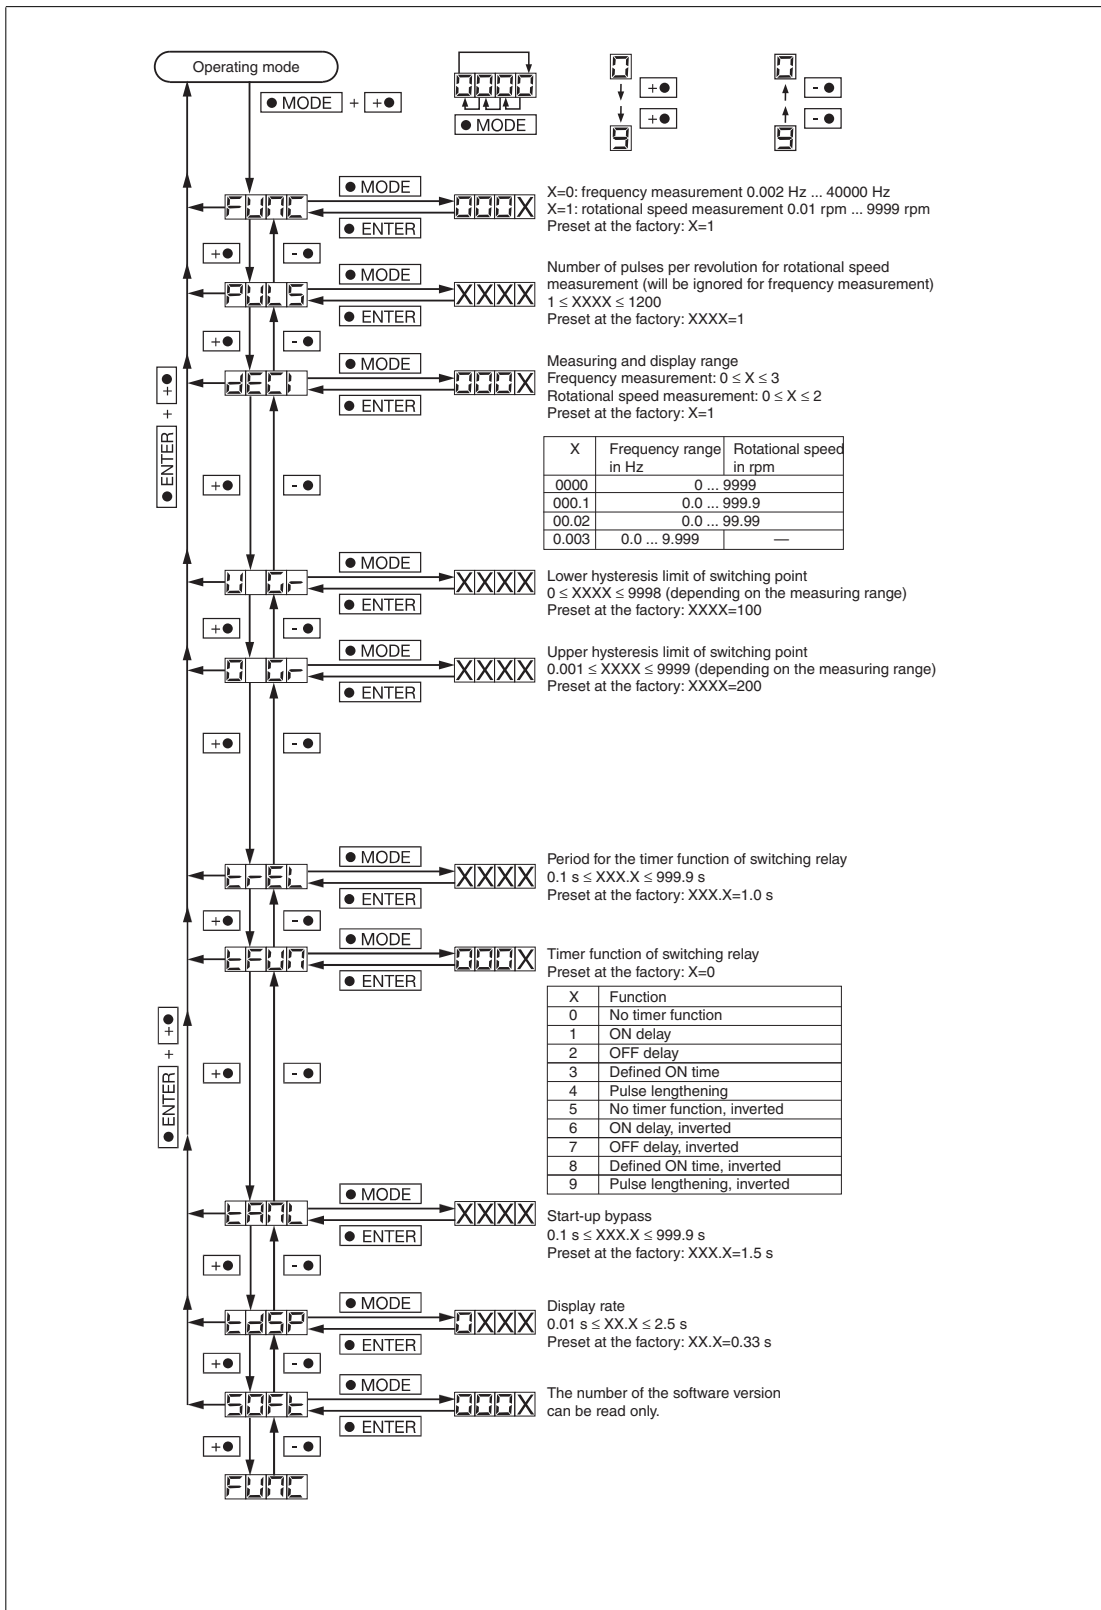 Operating mode
● MODE + +●
0000
● MODE
0
+●
+●
9
0
- ●
- ●
9
FUNC
● MODE
● ENTER
000X
X=0: frequency measurement 0.002 Hz ... 40000 Hz
X=1: rotational speed measurement 0.01 rpm ... 9999 rpm
Preset at the factory: X=1
+●
- ●
PULS
● MODE
● ENTER
XXXX
Number of pulses per revolution for rotational speed
measurement (will be ignored for frequency measurement)
1 ≤ XXXX ≤ 1200
Preset at the factory: XXXX=1
+●
- ●
dECI
● MODE
● ENTER
000X
Measuring and display range
Frequency measurement: 0 ≤ X ≤ 3
Rotational speed measurement: 0 ≤ X ≤ 2
Preset at the factory: X=1
● ENTER + +●
+●
- ●
X Frequency range Rotational speed
in Hz in rpm
0000 0 ... 9999
000.1 0.0 ... 999.9
00.02 0.0 ... 99.99
0.003 0.0 ... 9.999 —
U Gr
● MODE
● ENTER
XXXX
Lower hysteresis limit of switching point
0 ≤ XXXX ≤ 9998 (depending on the measuring range)
Preset at the factory: XXXX=100
+●
- ●
O Gr
● MODE
● ENTER
XXXX
Upper hysteresis limit of switching point
0.001 ≤ XXXX ≤ 9999 (depending on the measuring range)
Preset at the factory: XXXX=200
+●
- ●
trEL
● MODE
● ENTER
XXXX
Period for the timer function of switching relay
0.1 s ≤ XXX.X ≤ 999.9 s
Preset at the factory: XXX.X=1.0 s
+●
- ●
tFUN
● MODE
● ENTER
000X
Timer function of switching relay
Preset at the factory: X=0
● ENTER + +●
+●
- ●
X Function
0 No timer function
1 ON delay
2 OFF delay
3 Defined ON time
4 Pulse lengthening
5 No timer function, inverted
6 ON delay, inverted
7 OFF delay, inverted
8 Defined ON time, inverted
9 Pulse lengthening, inverted
tANL
● MODE
● ENTER
XXXX
Start-up bypass
0.1 s ≤ XXX.X ≤ 999.9 s
Preset at the factory: XXX.X=1.5 s
+●
- ●
tdSP
● MODE
● ENTER
0XXX
Display rate
0.01 s ≤ XX.X ≤ 2.5 s
Preset at the factory: XX.X=0.33 s
+●
- ●
SOFt
● MODE
● ENTER
000X
The number of the software version
can be read only.
+●
- ●
FUNC